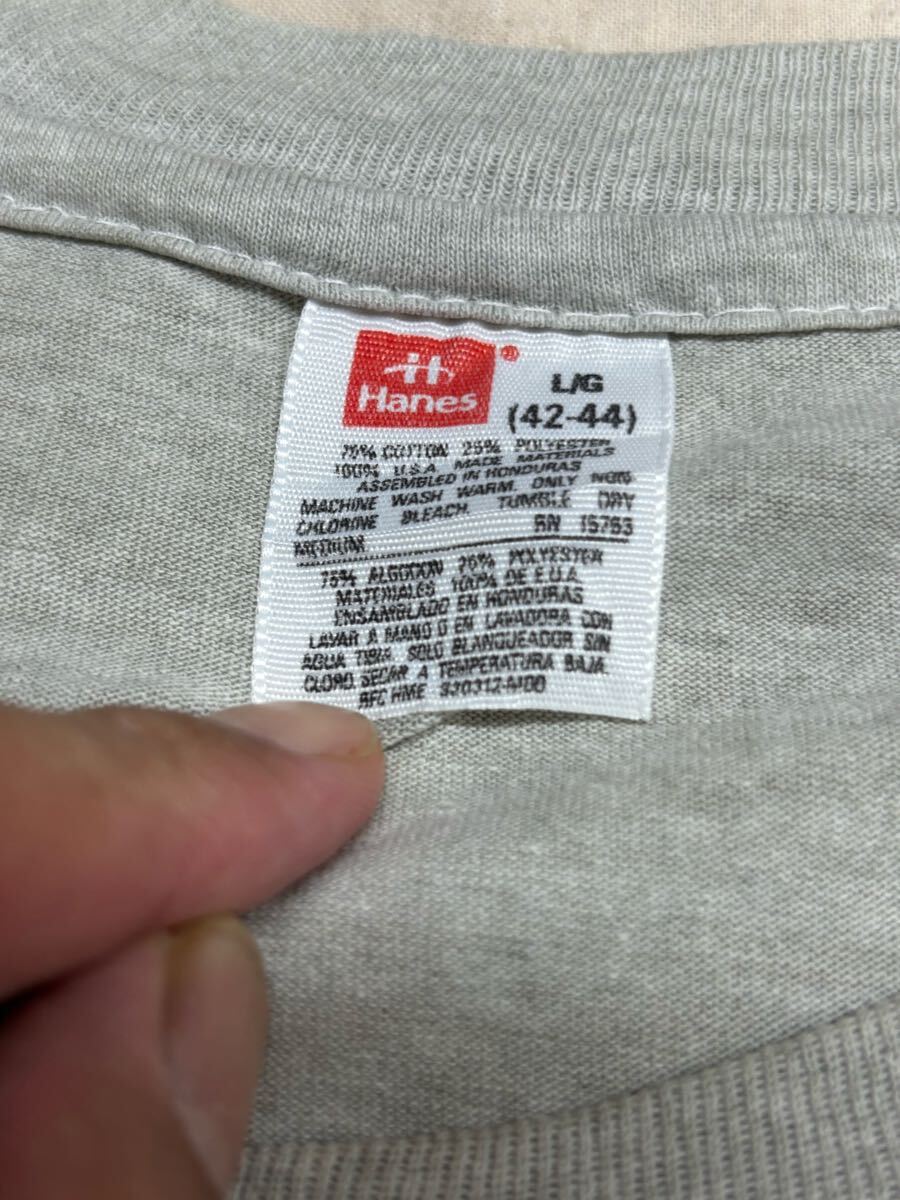 H
Hanes®
L/G
(42-44)
75% COTTON 25% POLYESTER
100% U.S.A. MADE MATERIALS
ASSEMBLED IN HONDURAS
MACHINE WASH WARM. ONLY NON
CHLORINE BLEACH. TUMBLE DRY
MEDIUM RN 15763
75% ALGODON 25% POLYESTER
MATERIALES 100% DE E.U.A.
ENSAMBLADO EN HONDURAS
LAVAR A MANO O EN LAVADORA CON
AGUA TIBIA. SOLO BLANQUEADOR SIN
CLORO. SECAR A TEMPERATURA BAJA.
RFC HME